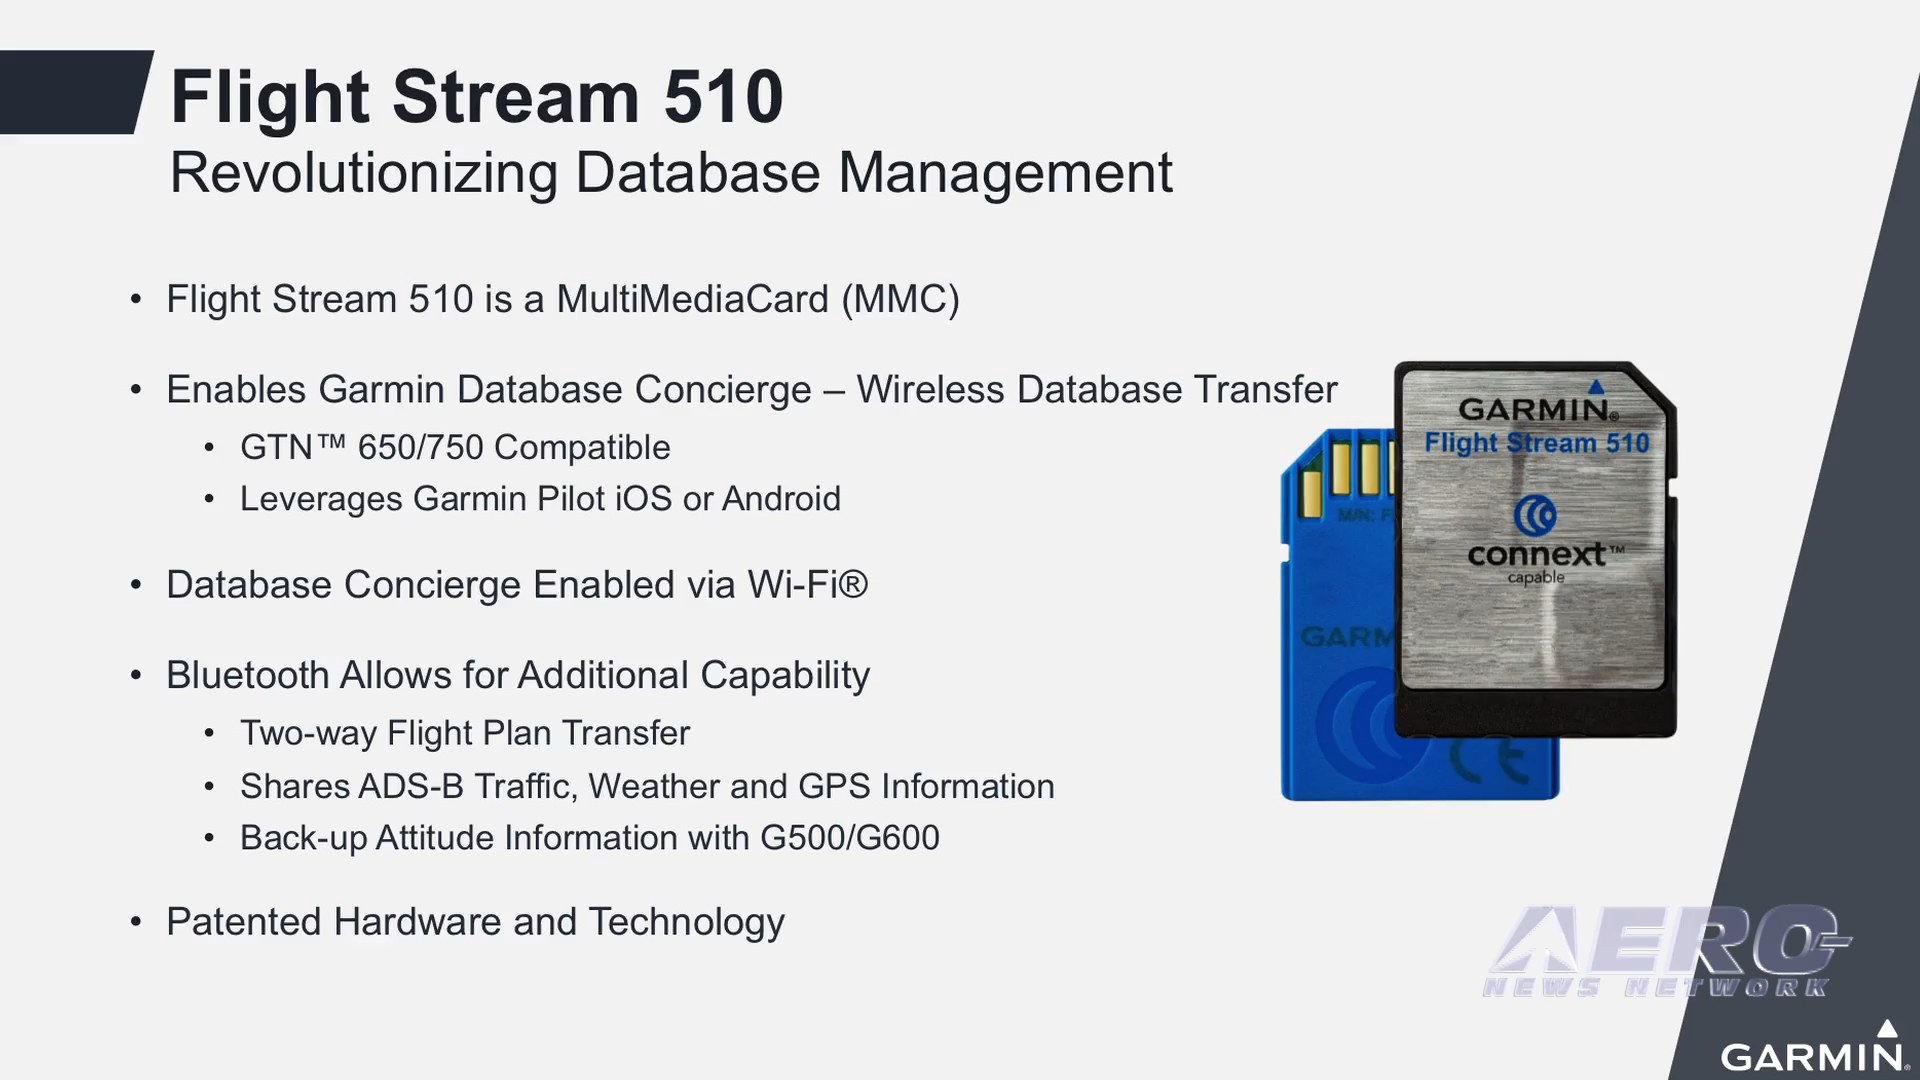 Flight Stream 510
Revolutionizing Database Management
• Flight Stream 510 is a MultiMediaCard (MMC)
• Enables Garmin Database Concierge – Wireless Database Transfer
• GTN™ 650/750 Compatible
• Leverages Garmin Pilot iOS or Android
• Database Concierge Enabled via Wi-Fi®
• Bluetooth Allows for Additional Capability
• Two-way Flight Plan Transfer
• Shares ADS-B Traffic, Weather and GPS Information
• Back-up Attitude Information with G500/G600
• Patented Hardware and Technology
GARMIN®
Flight Stream 510
connext™
capable
M/N: F
GARM
CE
AERO-
NEWS NETWORK
GARMIN®